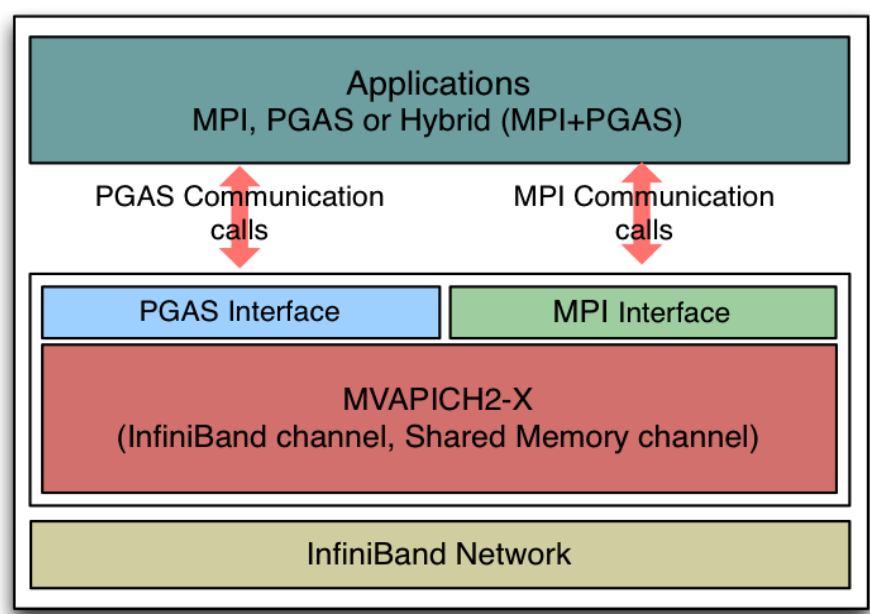 Applications
MPI, PGAS or Hybrid (MPI+PGAS)
PGAS Communication
calls
MPI Communication
calls
PGAS Interface
MPI Interface
MVAPICH2-X
(InfiniBand channel, Shared Memory channel)
InfiniBand Network